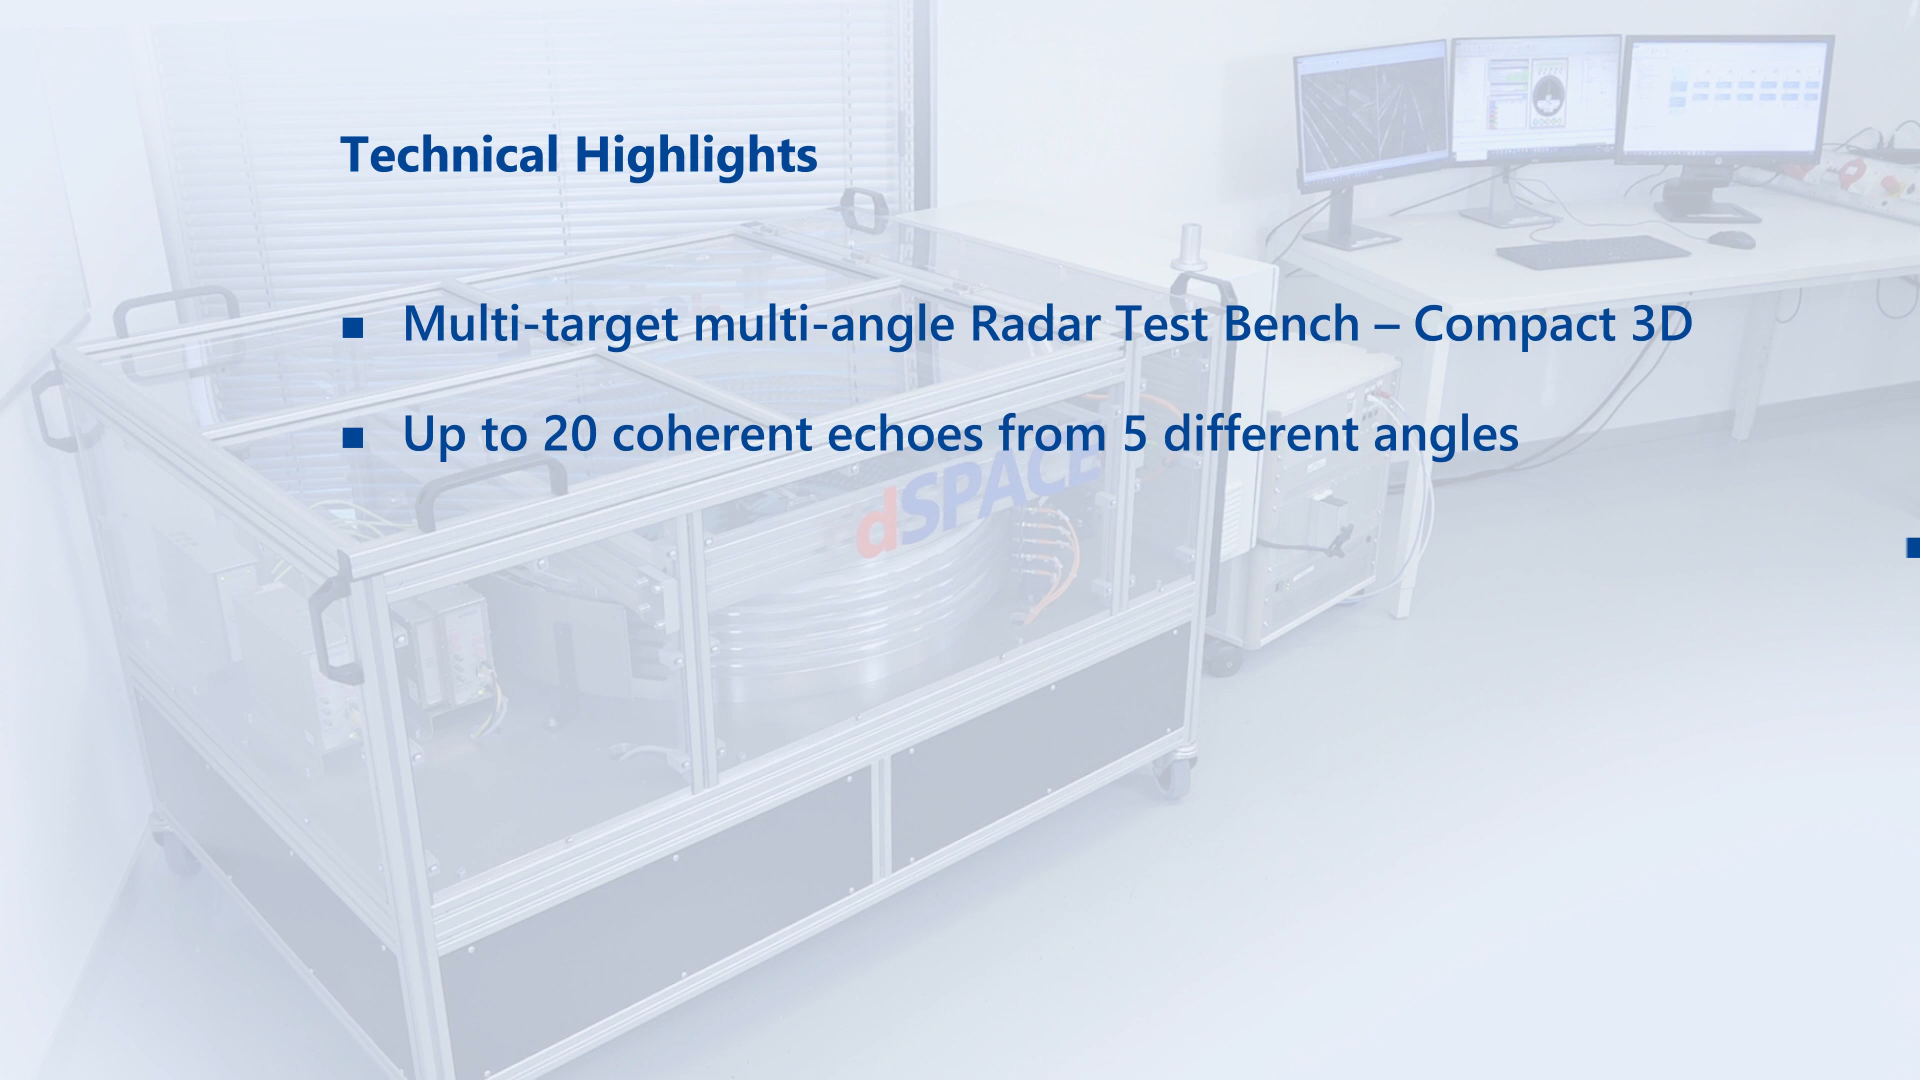 Technical Highlights
■ Multi-target multi-angle Radar Test Bench – Compact 3D
■ Up to 20 coherent echoes from 5 different angles
dSPACE
■